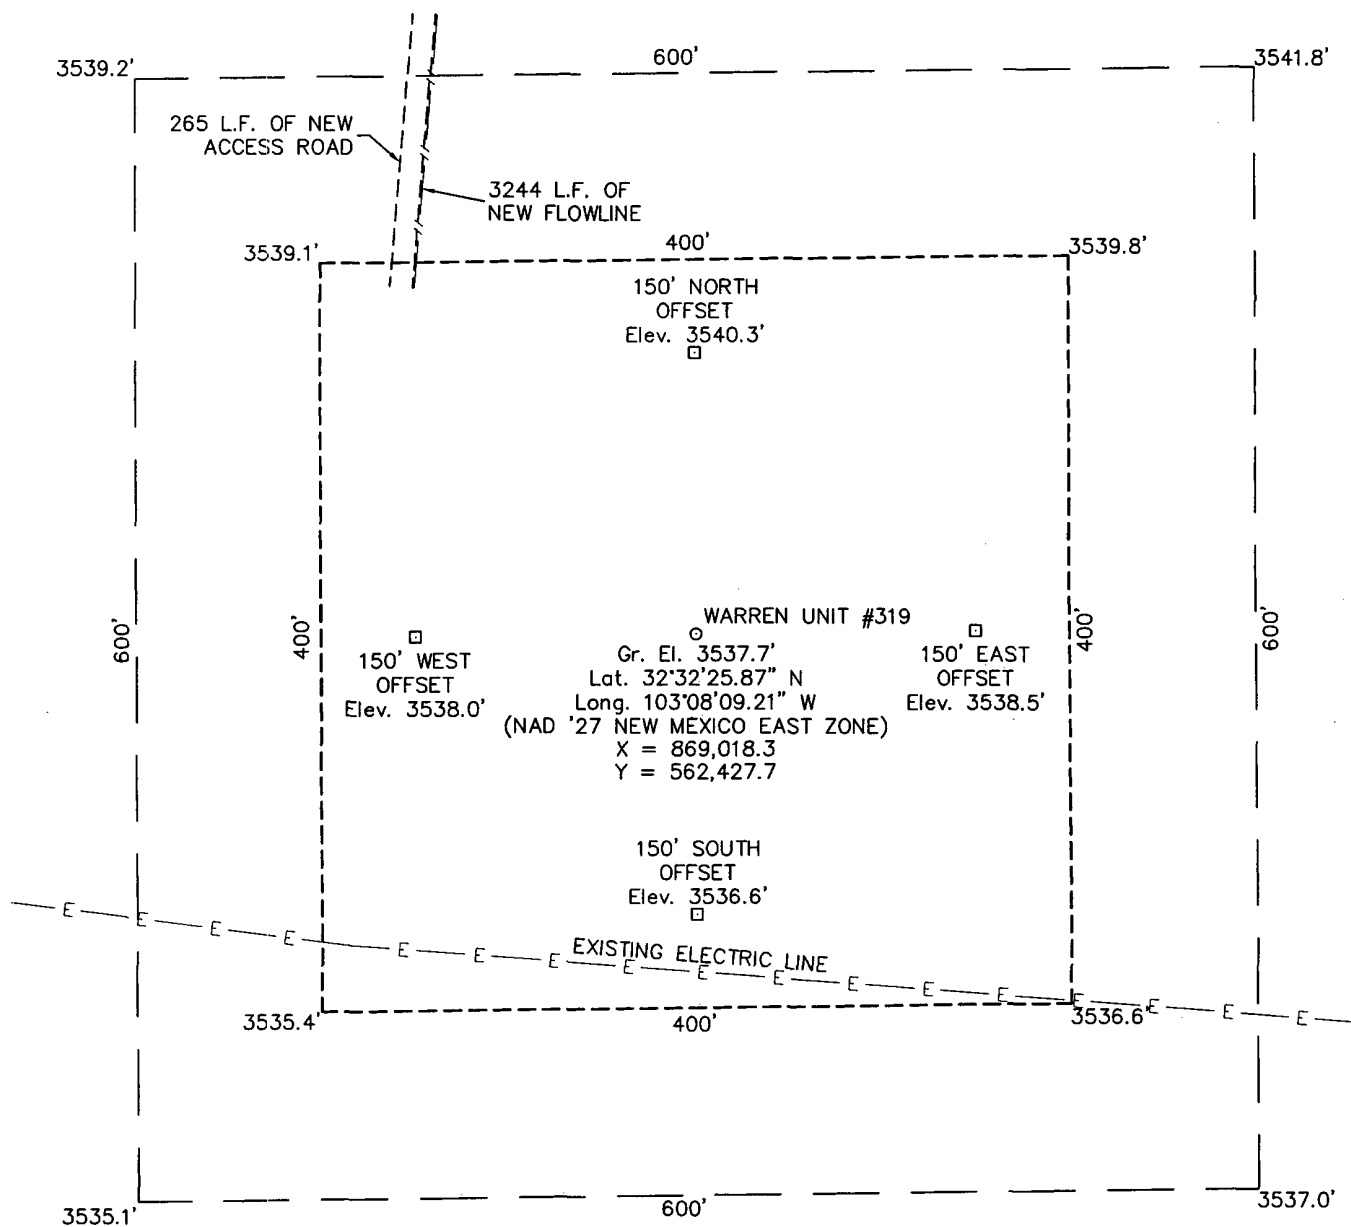 600'
3541.8'
3539.2'
265 L.F. OF NEW
ACCESS ROAD
3244 L.F. OF
NEW FLOWLINE
400'
3539.8'
3539.1'
150' NORTH
OFFSET
Elev. 3540.3'
WARREN UNIT #319
Gr. El. 3537.7'
Lat. 32°32'25.87" N
Long. 103°08'09.21" W
(NAD '27 NEW MEXICO EAST ZONE)
X = 869,018.3
Y = 562,427.7
600'
400'
150' WEST
OFFSET
Elev. 3538.0'
150' EAST
OFFSET
Elev. 3538.5'
400'
600'
150' SOUTH
OFFSET
Elev. 3536.6'
E E E E E E E E E E E E E E E E E
EXISTING ELECTRIC LINE
3535.4'
400'
3536.6'
3535.1'
600'
3537.0'